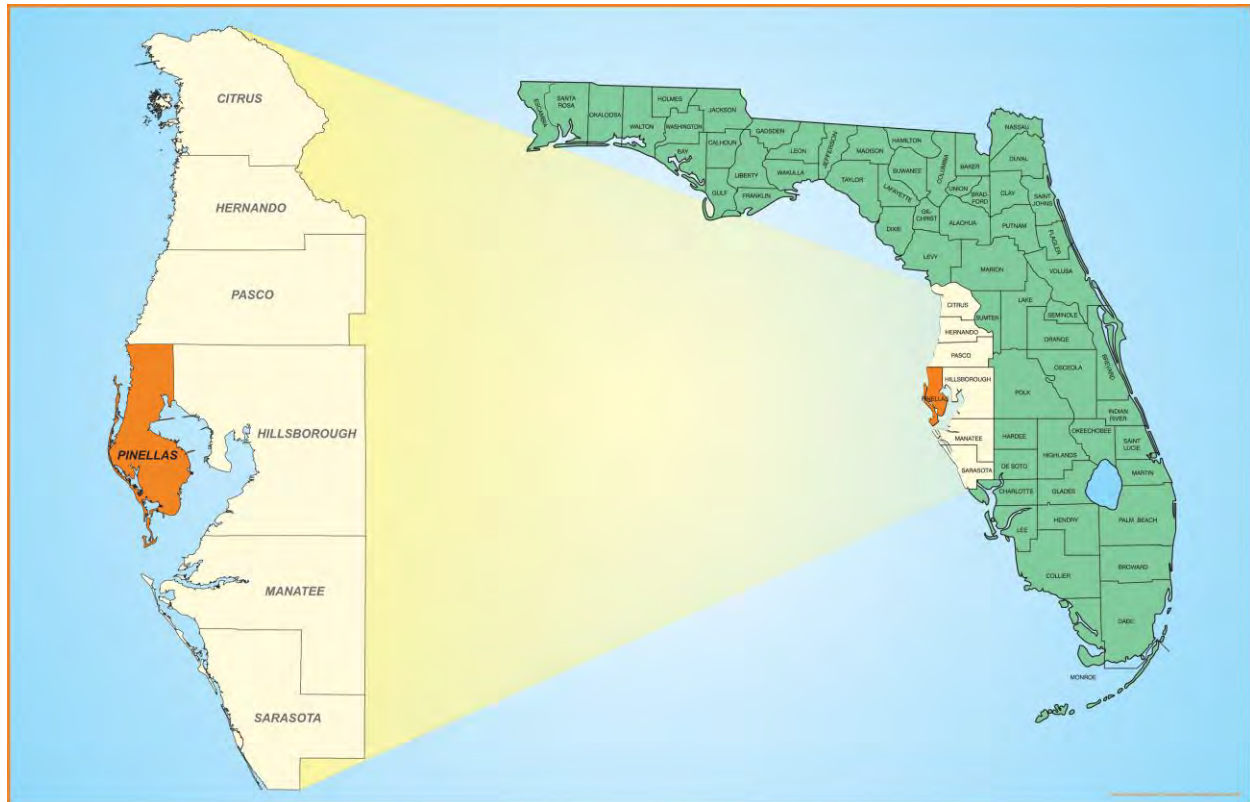 CITRUS
HERNANDO
PASCO
PINELLAS
HILLSBOROUGH
MANATEE
SARASOTA
ESCAMBIA
SANTA
ROSA
OKALOOSA
WALTON
HOLMES
WASHINGTON
BAY
JACKSON
CALHOUN
GULF
LIBERTY
GADSDEN
FRANKLIN
LEON
WAKULLA
JEFFERSON
MADISON
TAYLOR
HAMILTON
SUWANEE
LAFAYETTE
DIXIE
COLUMBIA
GIL-
CHRIST
LEVY
BAKER
UNION
BRAD-
FORD
ALACHUA
MARION
NASSAU
DUVAL
CLAY
SAINT
JOHNS
PUTNAM
FLAGLER
VOLUSA
CITRUS
SUMTER
LAKE
SEMINOLE
HERNANDO
ORANGE
PASCO
OSCEOLA
BREVARD
HILLSBOROUGH
PINELLAS
POLK
INDIAN
RIVER
OKEECHOBEE
MANATEE
HARDEE
HIGHLANDS
SAINT
LUCIE
SARASOTA
DE SOTO
MARTIN
CHARLOTTE
GLADES
LEE
HENDRY
PALM BEACH
COLLIER
BROWARD
DADE
MONROE